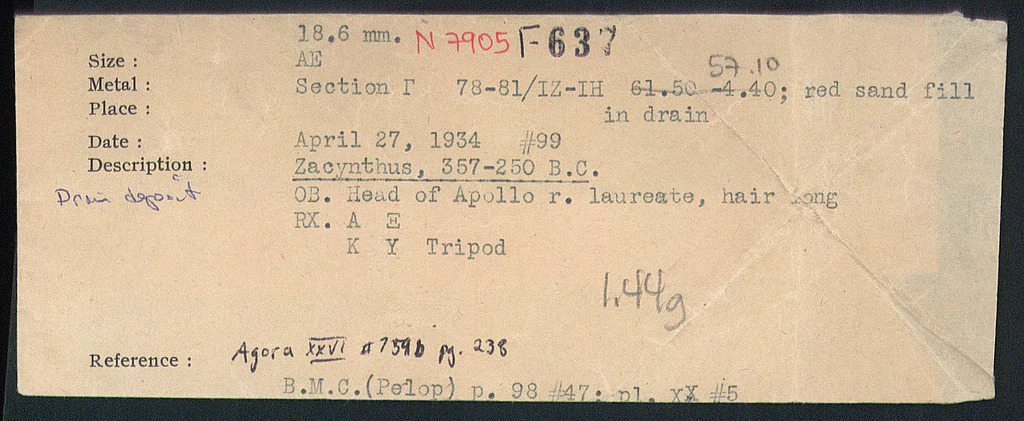 18.6 mm. N 7905 Γ-637
Size : AE
57.10
Metal : Section Γ 78-81/ΙΖ-ΙΗ 61.50 -4.40; red sand fill
Place : in drain
Date : April 27, 1934 #99
Description : Zacynthus, 357-250 B.C.
Drain deposit OB. Head of Apollo r. laureate, hair long
RX. A E
K Y Tripod
1.44g
Reference : Agora XXVI #759b pg. 238
B.M.C.(Pelop) p. 98 #47; pl. xX #5